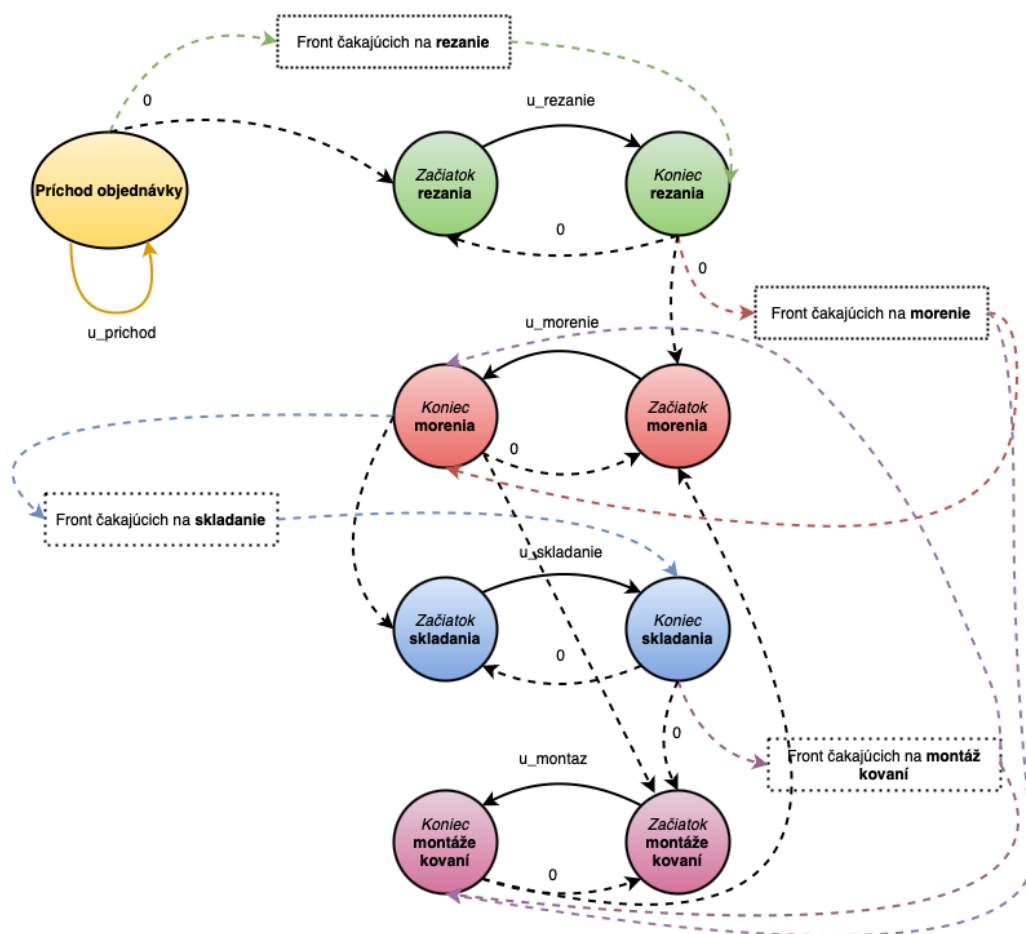 Front čakajúcich na rezanie
0
u_rezanie
Príchod objednávky
Začiatok
rezania
Koniec
rezania
0
0
u_prichod
Front čakajúcich na morenie
u_morenie
Koniec
morenia
Začiatok
morenia
0
Front čakajúcich na skladanie
u_skladanie
Začiatok
skladania
Koniec
skladania
0
0
Front čakajúcich na montáž
kovaní
u_montaz
Koniec
montáže
kovaní
Začiatok
montáže
kovaní
0